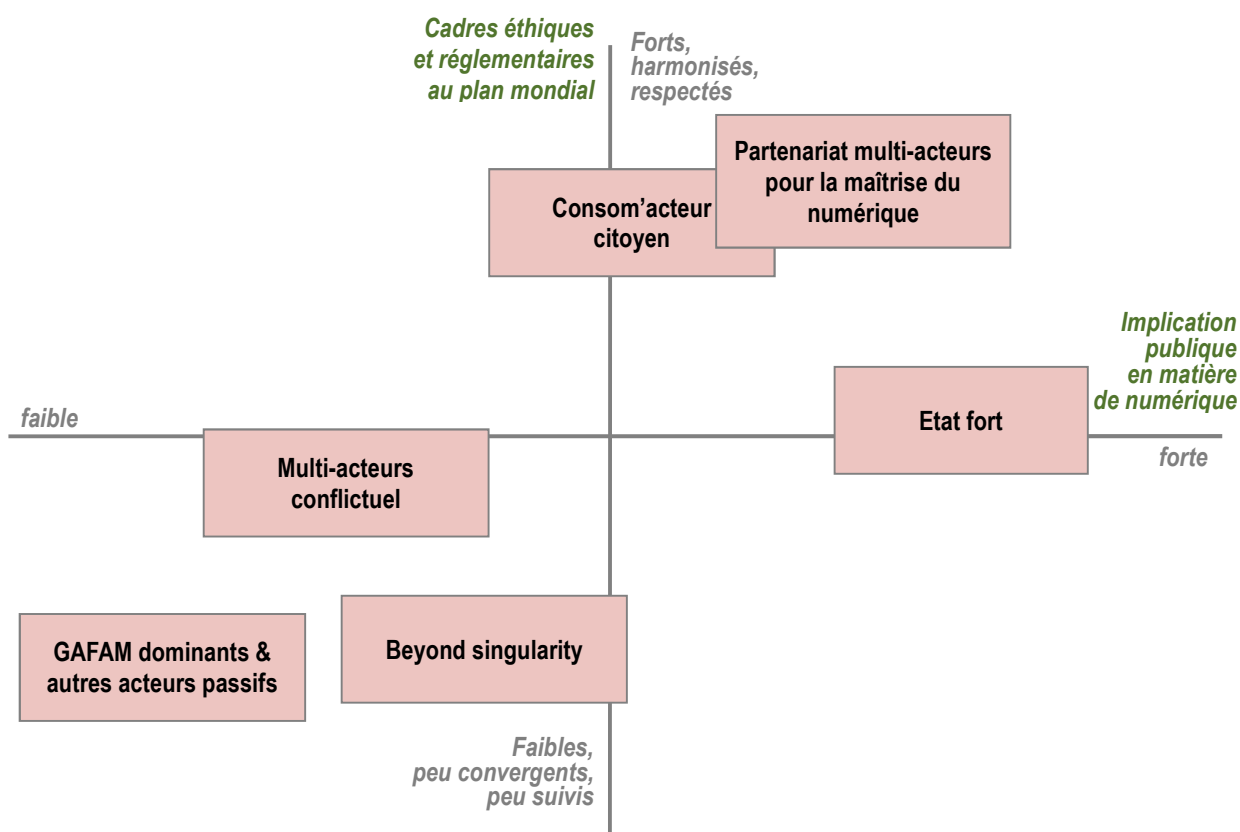 Cadres éthiques
et réglementaires
au plan mondial
Forts,
harmonisés,
respectés
Partenariat multi-acteurs
pour la maîtrise du
numérique
Consom’acteur
citoyen
Implication
publique
en matière
de numérique
Etat fort
faible
forte
Multi-acteurs
conflictuel
GAFAM dominants &
autres acteurs passifs
Beyond singularity
Faibles,
peu convergents,
peu suivis